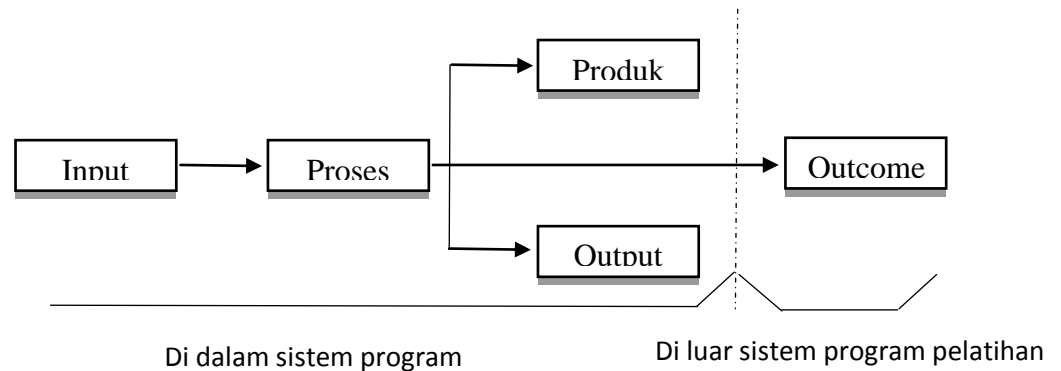 Produk
Input
Proses
Outcome
Output
Di dalam sistem program
Di luar sistem program pelatihan